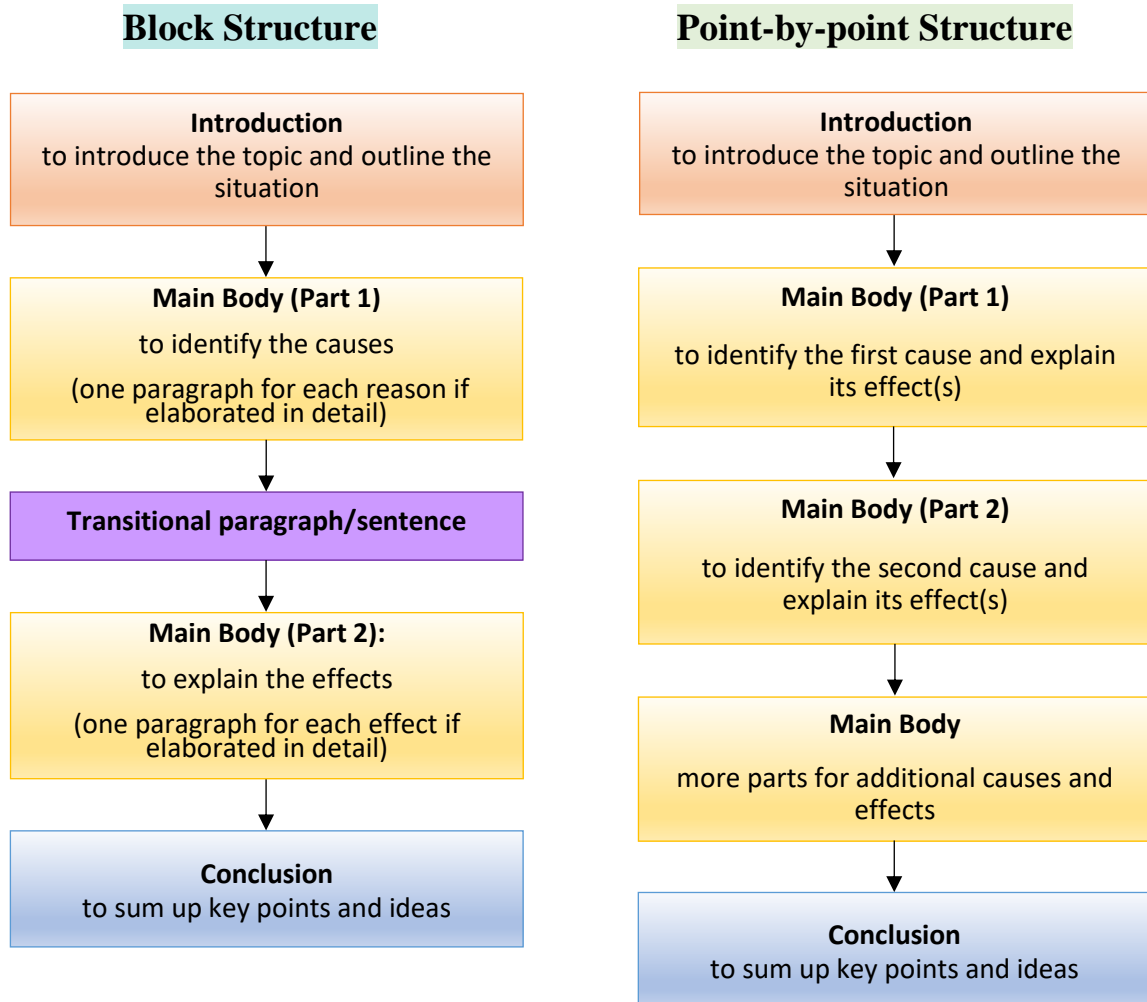 Block Structure
Introduction
to introduce the topic and outline the
situation
Main Body (Part 1)
to identify the causes
(one paragraph for each reason if
elaborated in detail)
Transitional paragraph/sentence
Main Body (Part 2):
to explain the effects
(one paragraph for each effect if
elaborated in detail)
Conclusion
to sum up key points and ideas
Point-by-point Structure
Introduction
to introduce the topic and outline the
situation
Main Body (Part 1)
to identify the first cause and explain
its effect(s)
Main Body (Part 2)
to identify the second cause and
explain its effect(s)
Main Body
more parts for additional causes and
effects
Conclusion
to sum up key points and ideas